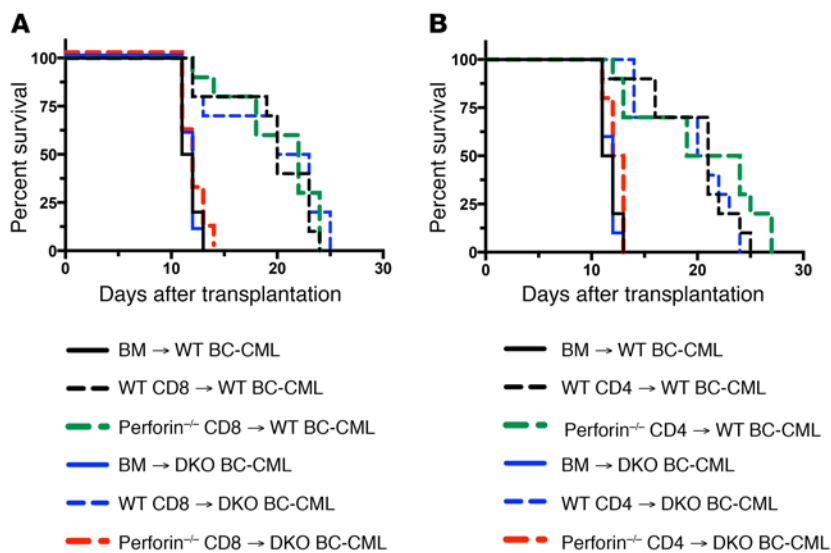 A
B
Percent survival
100
75
50
25
0
0
10
20
30
Days after transplantation
Percent survival
100
75
50
25
0
0
10
20
30
Days after transplantation
BM → WT BC-CML
WT CD8 → WT BC-CML
Perforin⁻/⁻ CD8 → WT BC-CML
BM → DKO BC-CML
WT CD8 → DKO BC-CML
Perforin⁻/⁻ CD8 → DKO BC-CML
BM → WT BC-CML
WT CD4 → WT BC-CML
Perforin⁻/⁻ CD4 → WT BC-CML
BM → DKO BC-CML
WT CD4 → DKO BC-CML
Perforin⁻/⁻ CD4 → DKO BC-CML